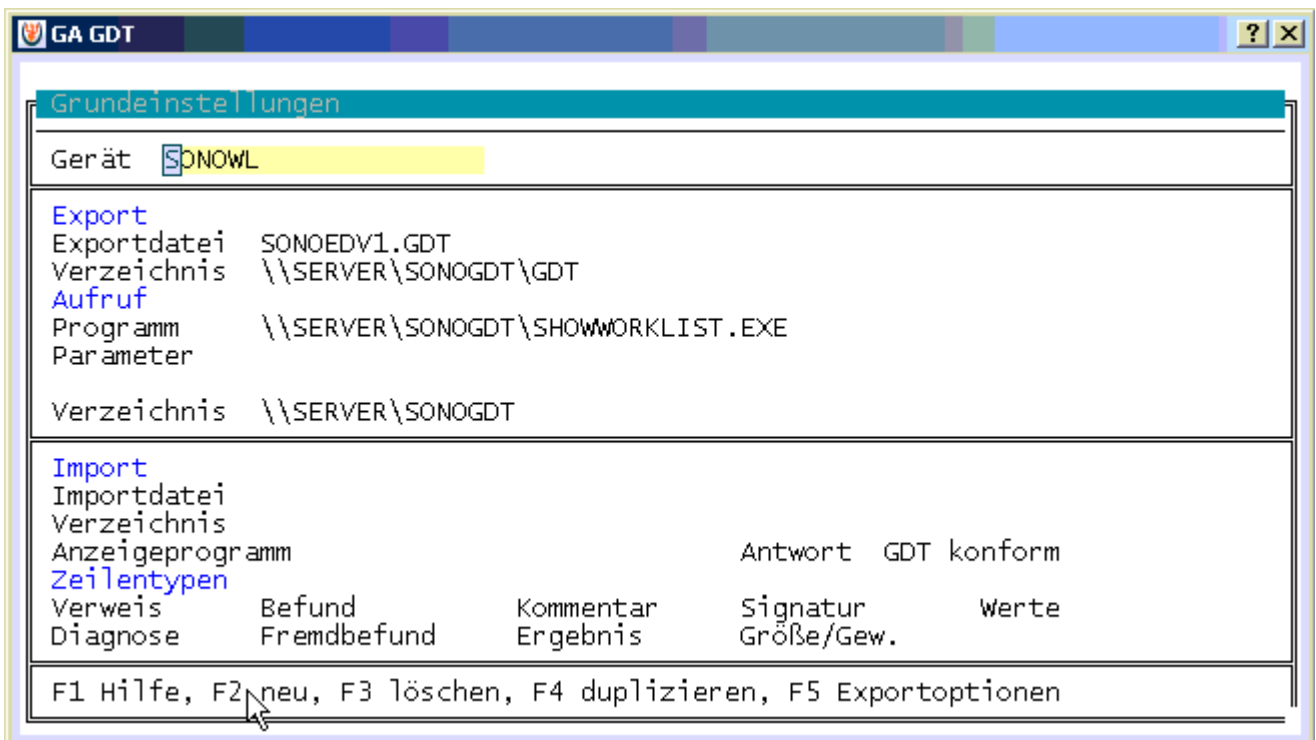 GA GDT ? X
Grundeinstellungen
Gerät SONOWL
Export
Exportdatei SONOEDV1.GDT
Verzeichnis \\SERVER\SONOGDT\GDT
Aufruf
Programm \\SERVER\SONOGDT\SHOWWORKLIST.EXE
Parameter
Verzeichnis \\SERVER\SONOGDT
Import
Importdatei
Verzeichnis
Anzeigeprogramm Antwort GDT konform
Zeilentypen
Verweis Befund Kommentar Signatur Werte
Diagnose Fremdbefund Ergebnis Größe/Gew.
F1 Hilfe, F2 neu, F3 löschen, F4 duplizieren, F5 Exportoptionen